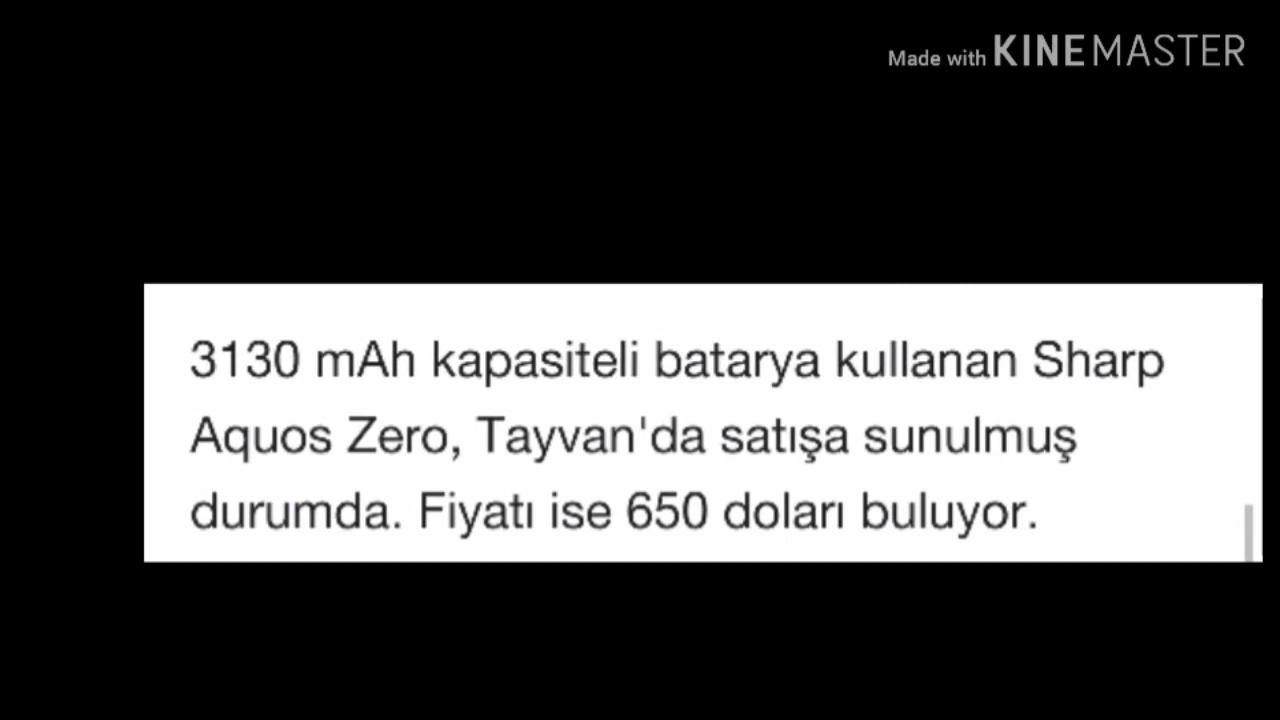 Made with KINEMASTER
3130 mAh kapasiteli batarya kullanan Sharp
Aquos Zero, Tayvan'da satışa sunulmuş
durumda. Fiyatı ise 650 doları buluyor.